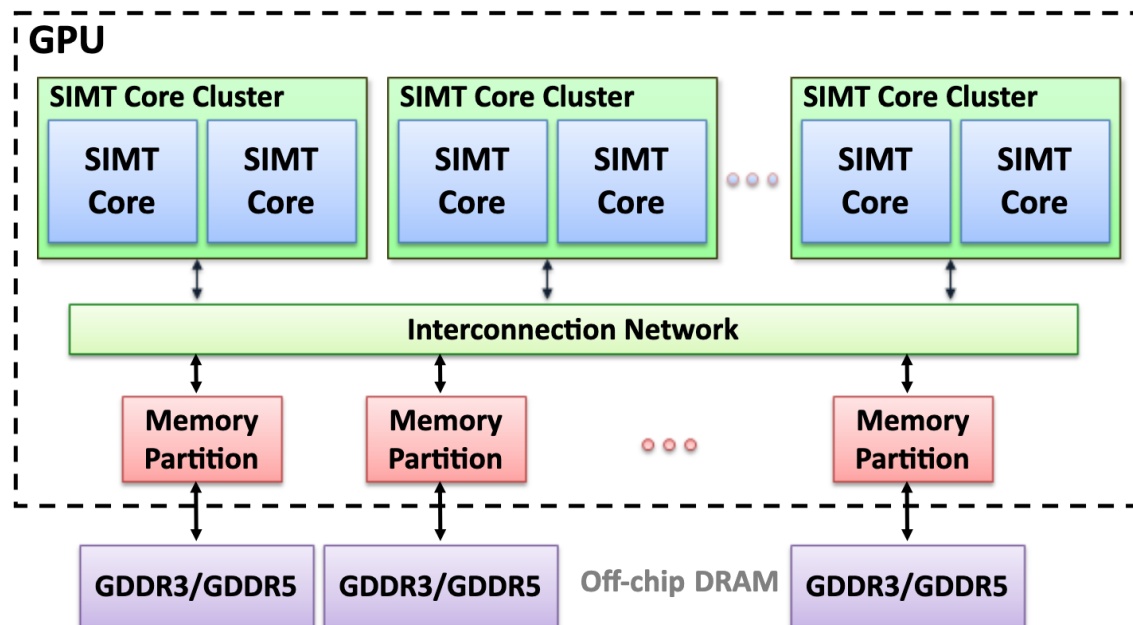 GPU
SIMT Core Cluster
SIMT
Core
SIMT
Core
SIMT Core Cluster
SIMT
Core
SIMT
Core
SIMT Core Cluster
SIMT
Core
SIMT
Core
Interconnection Network
Memory
Partition
Memory
Partition
Memory
Partition
GDDR3/GDDR5
GDDR3/GDDR5
Off-chip DRAM
GDDR3/GDDR5